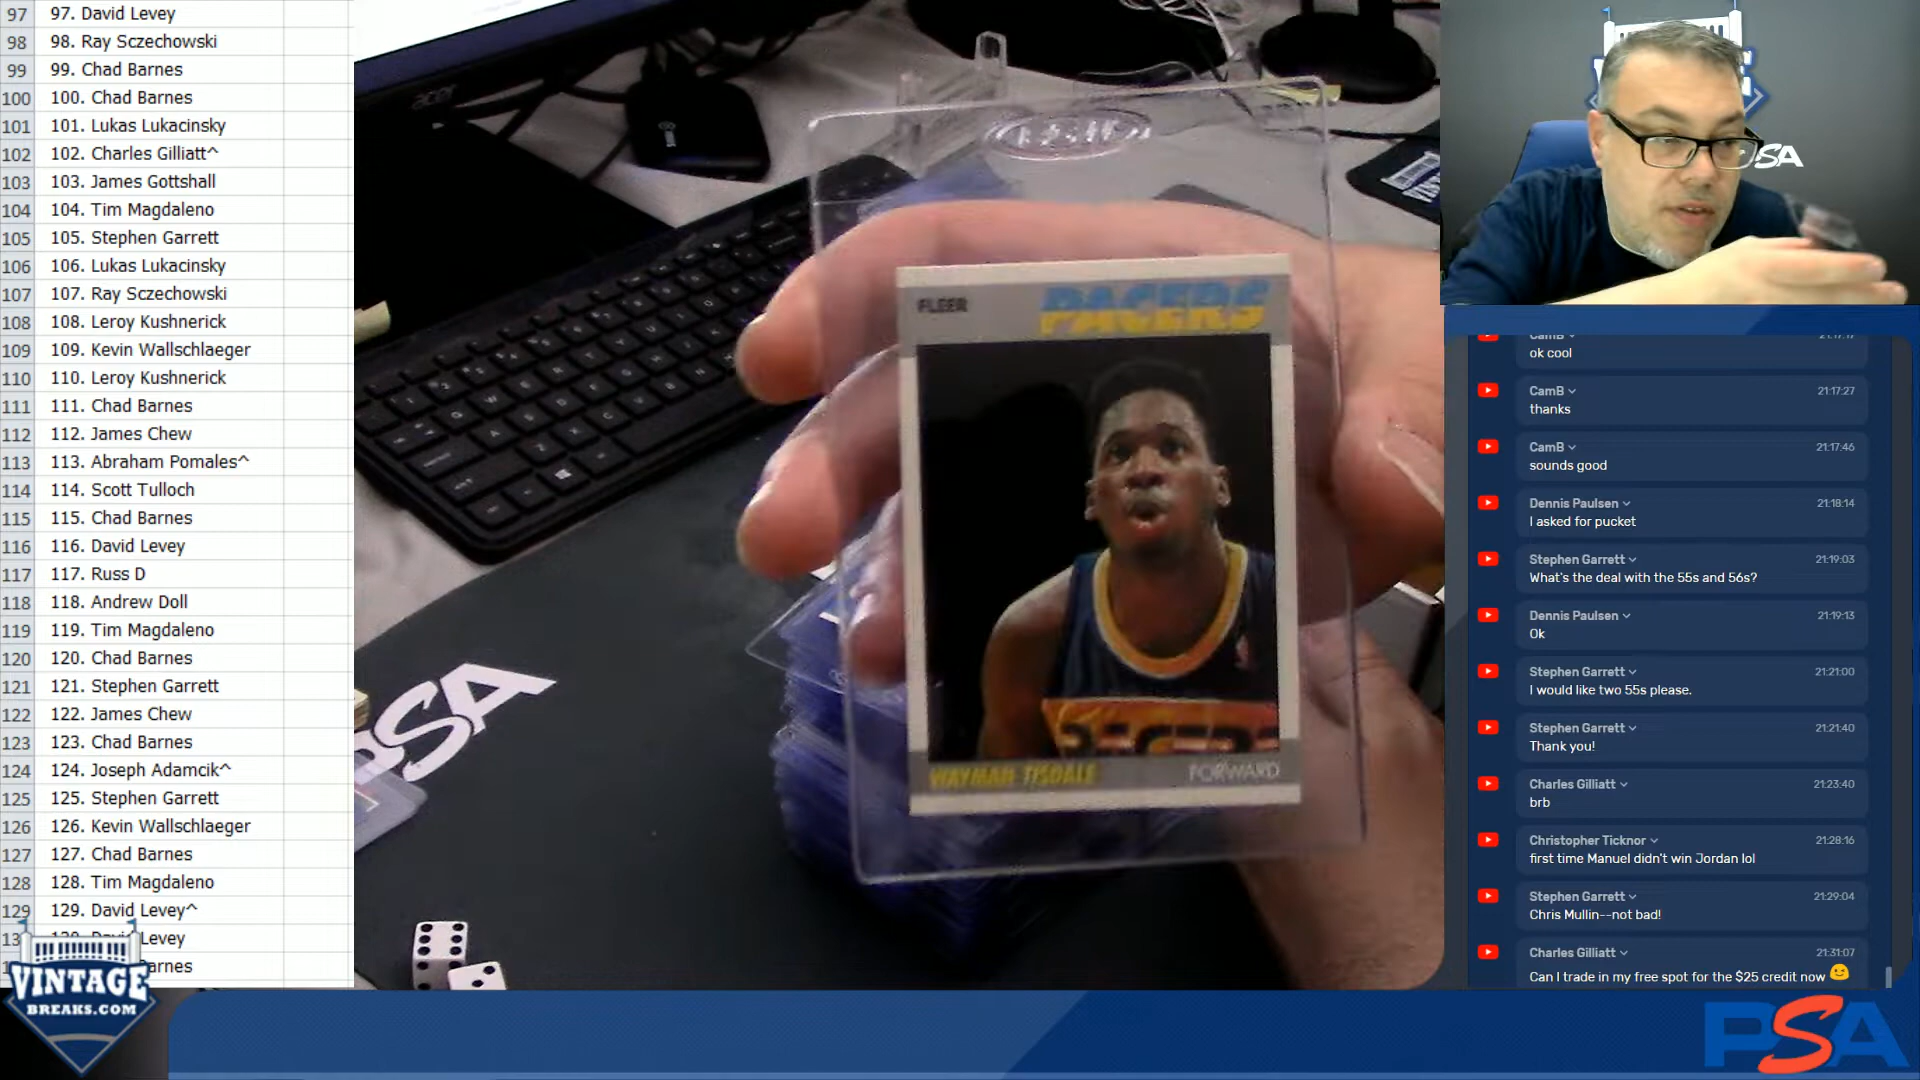 97 97. David Levey
98 98. Ray Sczechowski
99 99. Chad Barnes
100 100. Chad Barnes
101 101. Lukas Lukacinsky
102 102. Charles Gilliatt^
103 103. James Gottshall
104 104. Tim Magdaleno
105 105. Stephen Garrett
106 106. Lukas Lukacinsky
107 107. Ray Sczechowski
108 108. Leroy Kushnerick
109 109. Kevin Wallschlaeger
110 110. Leroy Kushnerick
111 111. Chad Barnes
112 112. James Chew
113 113. Abraham Pomales^
114 114. Scott Tulloch
115 115. Chad Barnes
116 116. David Levey
117 117. Russ D
118 118. Andrew Doll
119 119. Tim Magdaleno
120 120. Chad Barnes
121 121. Stephen Garrett
122 122. James Chew
123 123. Chad Barnes
124 124. Joseph Adamcik^
125 125. Stephen Garrett
126 126. Kevin Wallschlaeger
127 127. Chad Barnes
128 128. Tim Magdaleno
129 129. David Levey^
Levey
arnes
VINTAGE
BREAKS.COM
acer
FLEER
PACERS
WAYMAN TISDALE
FORWARD
PSA
SA
CamB 21:17:17
ok cool
CamB 21:17:27
thanks
CamB 21:17:46
sounds good
Dennis Paulsen 21:18:14
I asked for pucket
Stephen Garrett 21:19:03
What's the deal with the 55s and 56s?
Dennis Paulsen 21:19:13
Ok
Stephen Garrett 21:21:00
I would like two 55s please.
Stephen Garrett 21:21:40
Thank you!
Charles Gilliatt 21:23:40
brb
Christopher Ticknor 21:28:16
first time Manuel didn't win Jordan lol
Stephen Garrett 21:29:04
Chris Mullin--not bad!
Charles Gilliatt 21:31:07
Can I trade in my free spot for the $25 credit now
PSA